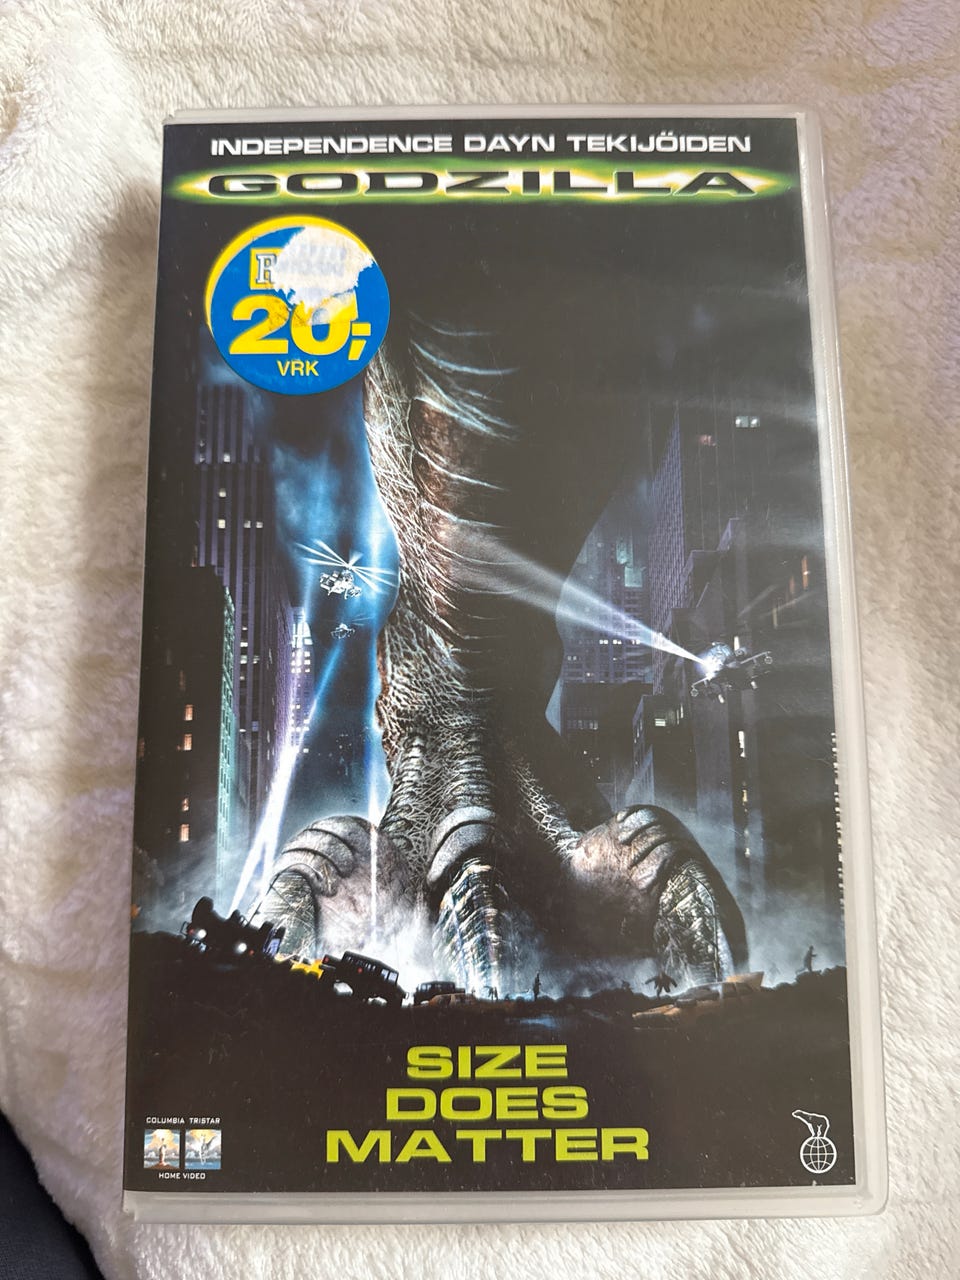 INDEPENDENCE DAYN TEKIJÖIDEN
GODZILLA
20,-
VRK
SIZE
DOES
MATTER
COLUMBIA TRISTAR
HOME VIDEO